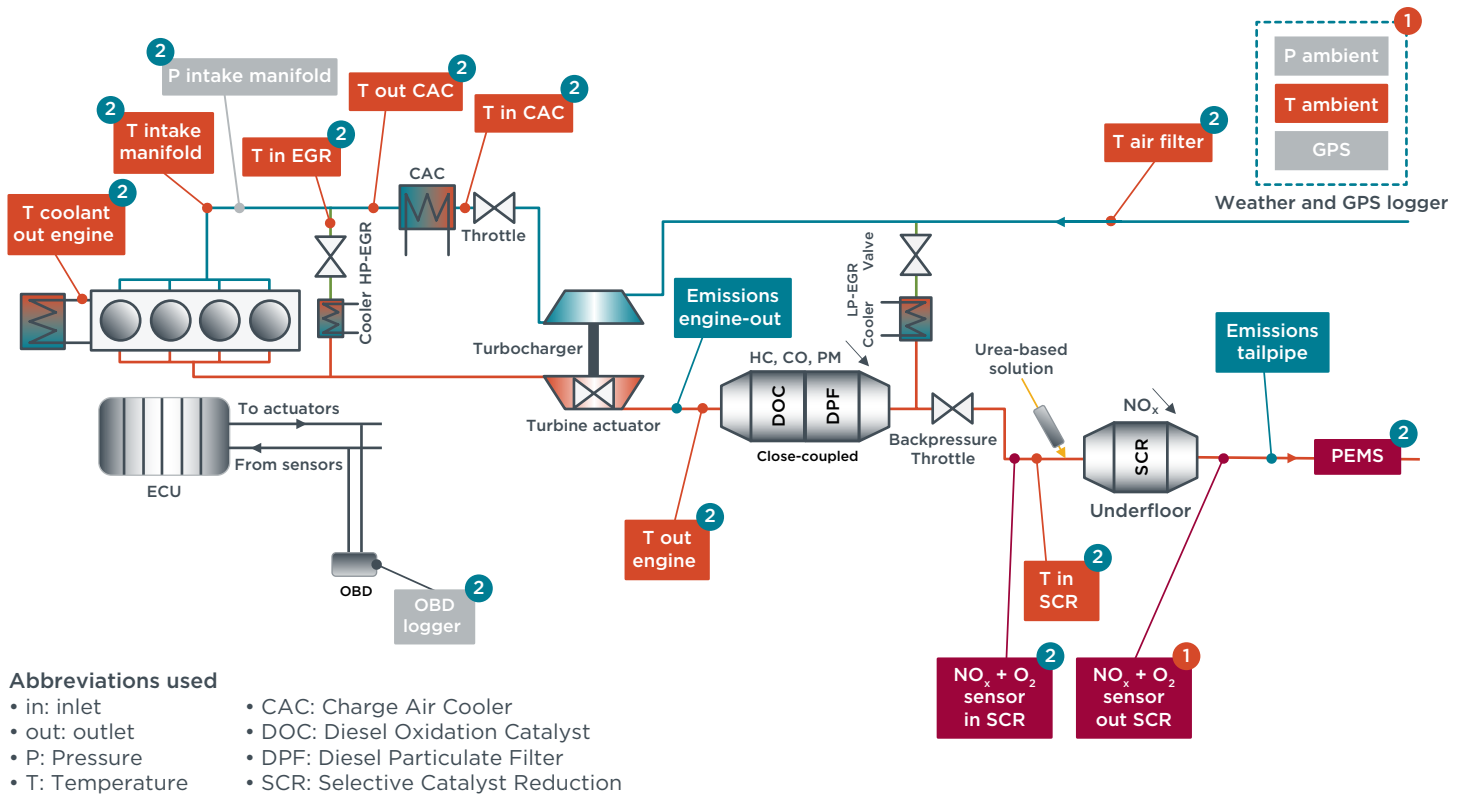 1
P ambient
T ambient
GPS
Weather and GPS logger
2
P intake manifold
2
T out CAC
2
T in CAC
2
T intake
manifold
2
T in EGR
2
T air filter
CAC
Throttle
2
T coolant
out engine
Cooler HP-EGR
LP-EGR Valve
Cooler
Turbocharger
Turbine actuator
Emissions
engine-out
HC, CO, PM
DOC
DPF
Close-coupled
Backpressure
Throttle
Urea-based
solution
NOx
SCR
Underfloor
Emissions
tailpipe
2
PEMS
To actuators
From sensors
ECU
OBD
2
OBD
logger
2
T out
engine
2
T in
SCR
2
NOx + O2
sensor
in SCR
1
NOx + O2
sensor
out SCR
Abbreviations used
• in: inlet
• out: outlet
• P: Pressure
• T: Temperature
• CAC: Charge Air Cooler
• DOC: Diesel Oxidation Catalyst
• DPF: Diesel Particulate Filter
• SCR: Selective Catalyst Reduction